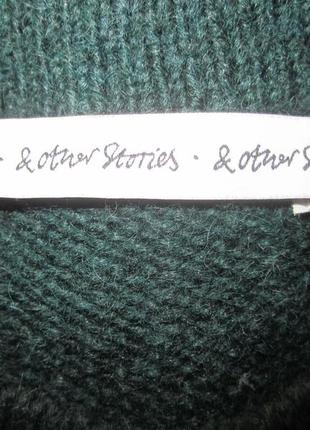 · & other Stories · & other S